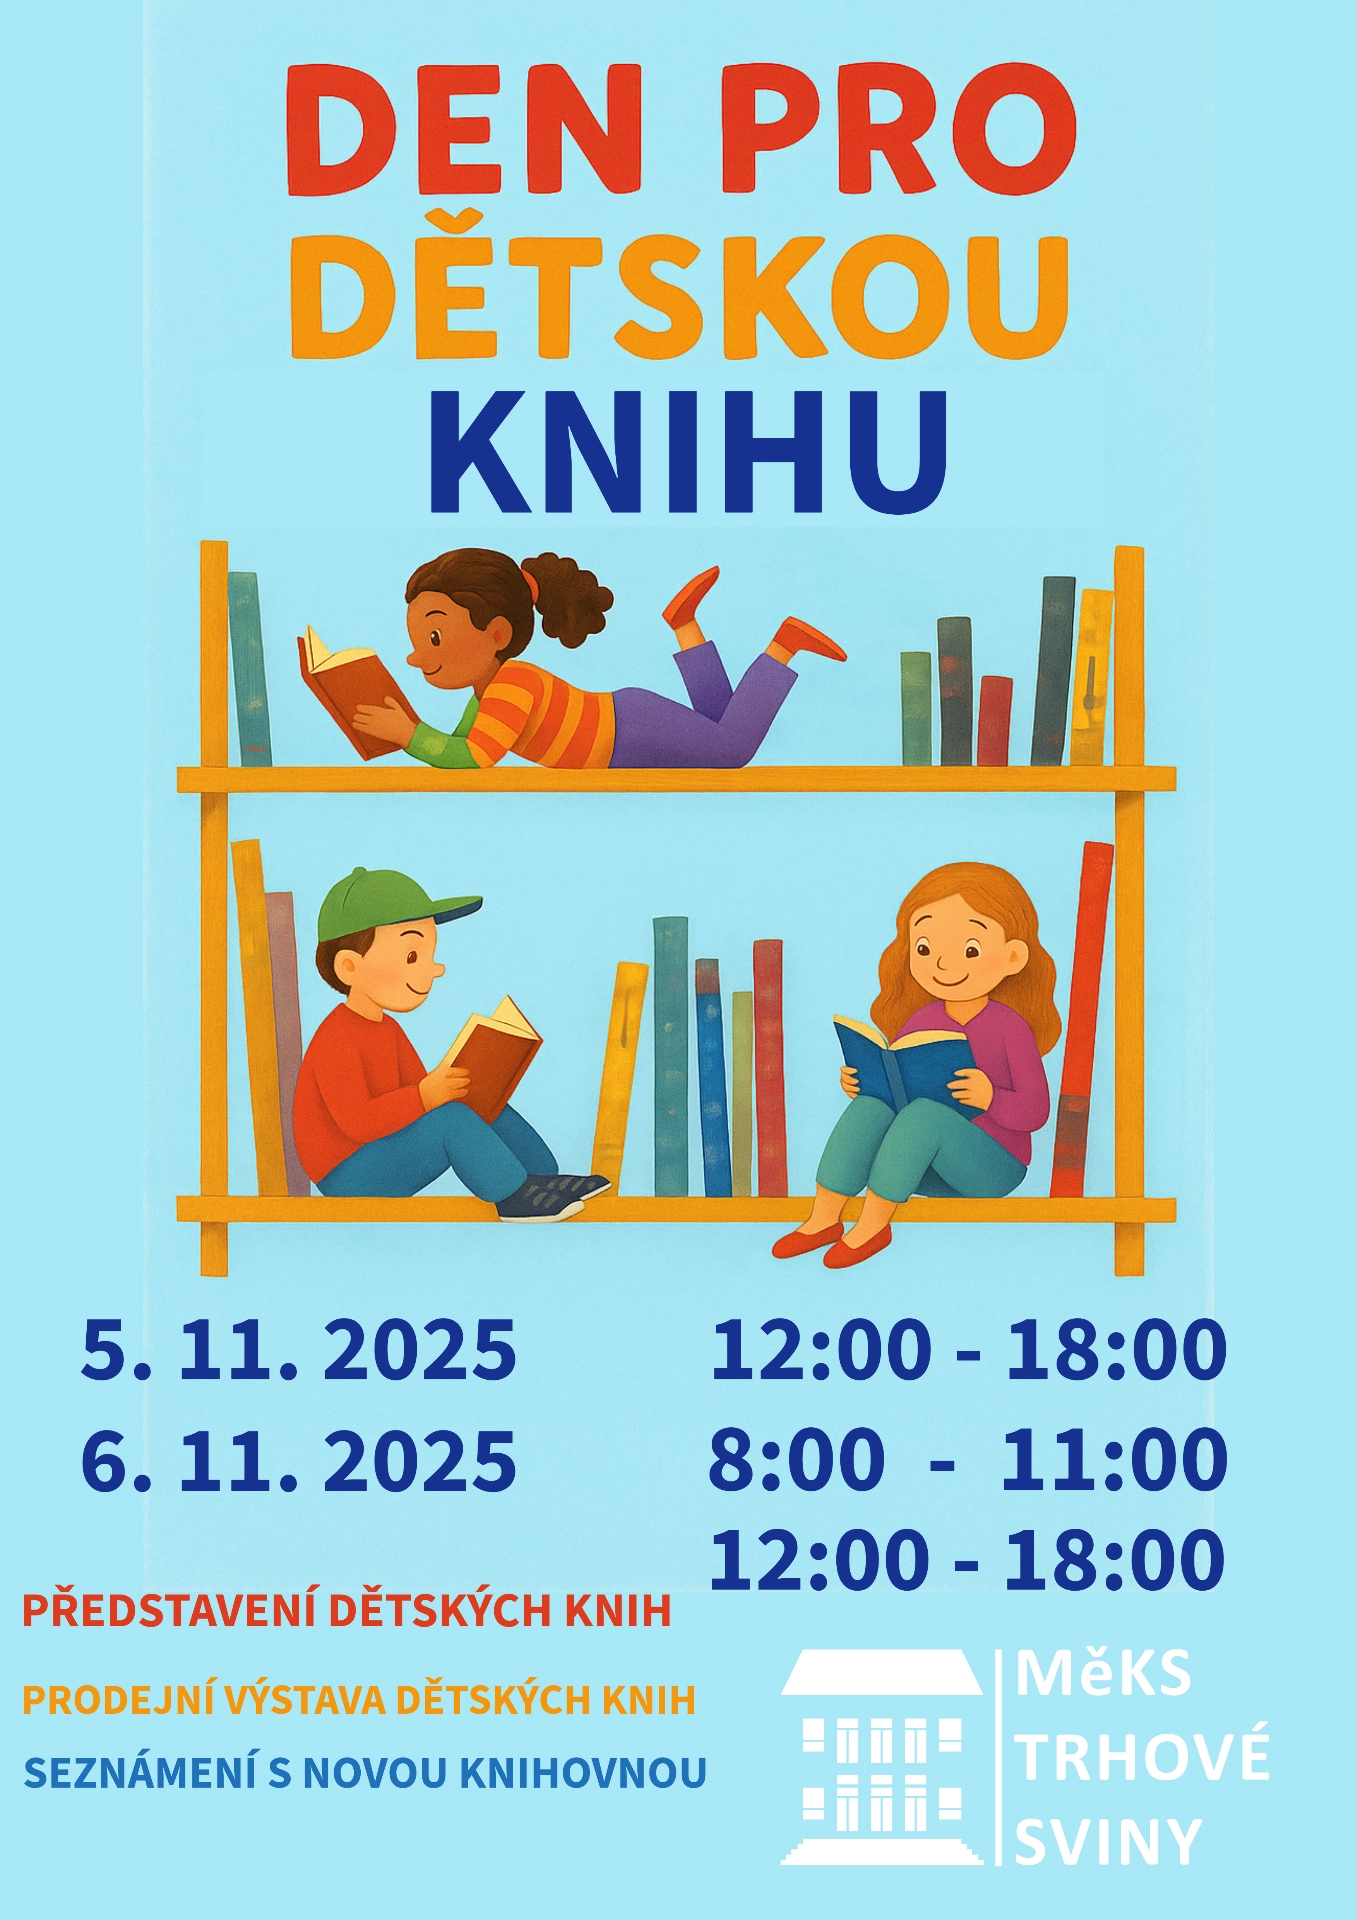 DEN PRO
DĚTSKOU
KNIHU
5. 11. 2025 12:00 - 18:00
6. 11. 2025 8:00 - 11:00
12:00 - 18:00
PŘEDSTAVENÍ DĚTSKÝCH KNIH
PRODEJNÍ VÝSTAVA DĚTSKÝCH KNIH
SEZNÁMENÍ S NOVOU KNIHOVNOU
MěKS
TRHOVÉ
SVINY